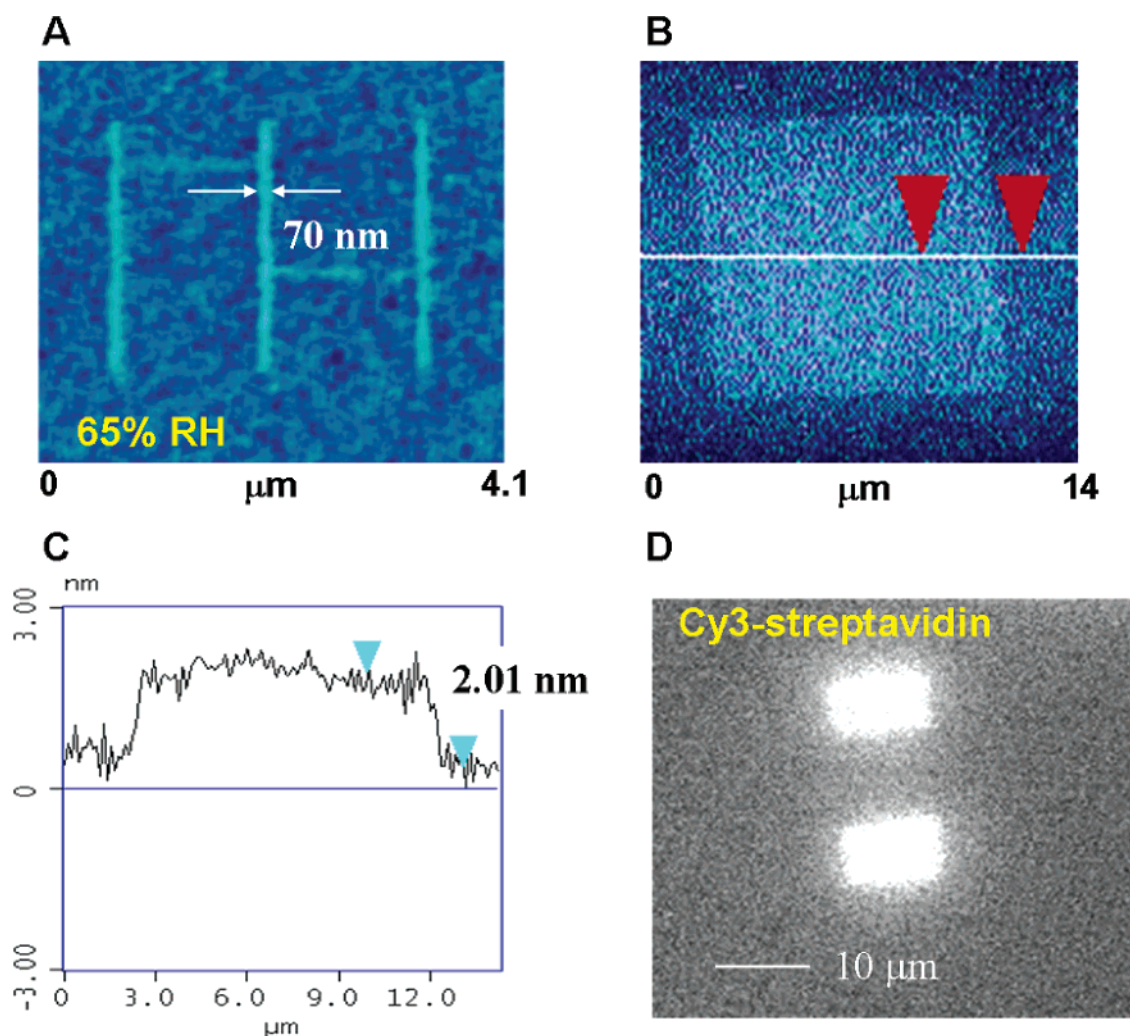 A
70 nm
65% RH
0 μm 4.1
B
0 μm 14
C
nm
3.00
0
-3.00
2.01 nm
0 3.0 6.0 9.0 12.0
μm
D
Cy3-streptavidin
10 μm